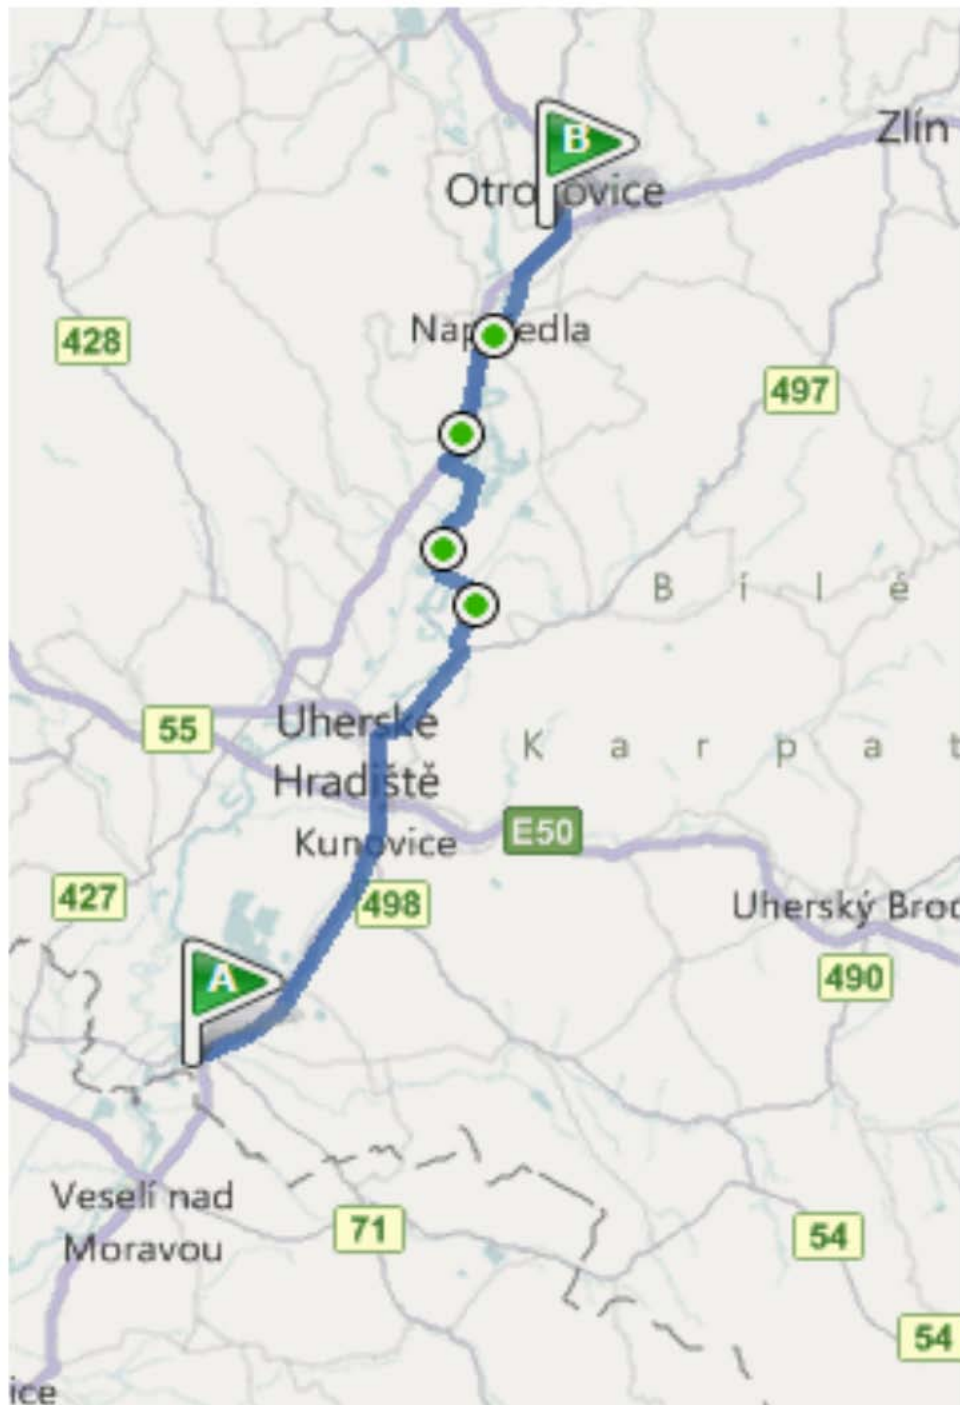 B
Zlín
Otro ovice
428
Nap edla
497
B í l é
55
Uherské
Hradiště
K a r p a t
E50
Kunovice
427
498
Uherský Brod
A
490
Veselí nad
Moravou
71
54
54
ice